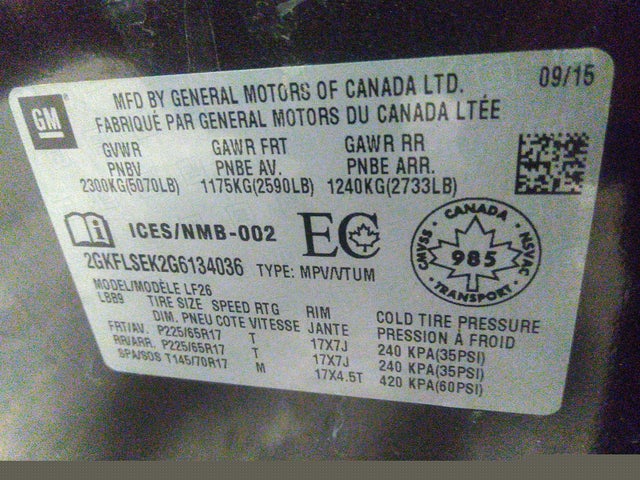 GM
MFD BY GENERAL MOTORS OF CANADA LTD. 09/15
FABRIQUÉ PAR GENERAL MOTORS DU CANADA LTÉE
GVWR GAWR FRT GAWR RR
PNBV PNBE AV. PNBE ARR.
2300KG(5070LB) 1175KG(2590LB) 1240KG(2733LB)
i ICES/NMB-002 EC
CANADA
CMVSS 985 NSVAC
TRANSPORT
2GKFLSEK2G6134036 TYPE: MPV/VTUM
MODEL/MODÈLE LF26
LBB9 TIRE SIZE SPEED RTG RIM COLD TIRE PRESSURE
DIM. PNEU COTE VITESSE JANTE PRESSION À FROID
FRT/AV. P225/65R17 T 17X7J 240 KPA(35PSI)
RR/ARR. P225/65R17 T 17X7J 240 KPA(35PSI)
SPA/SOS T145/70R17 M 17X4.5T 420 KPA(60PSI)